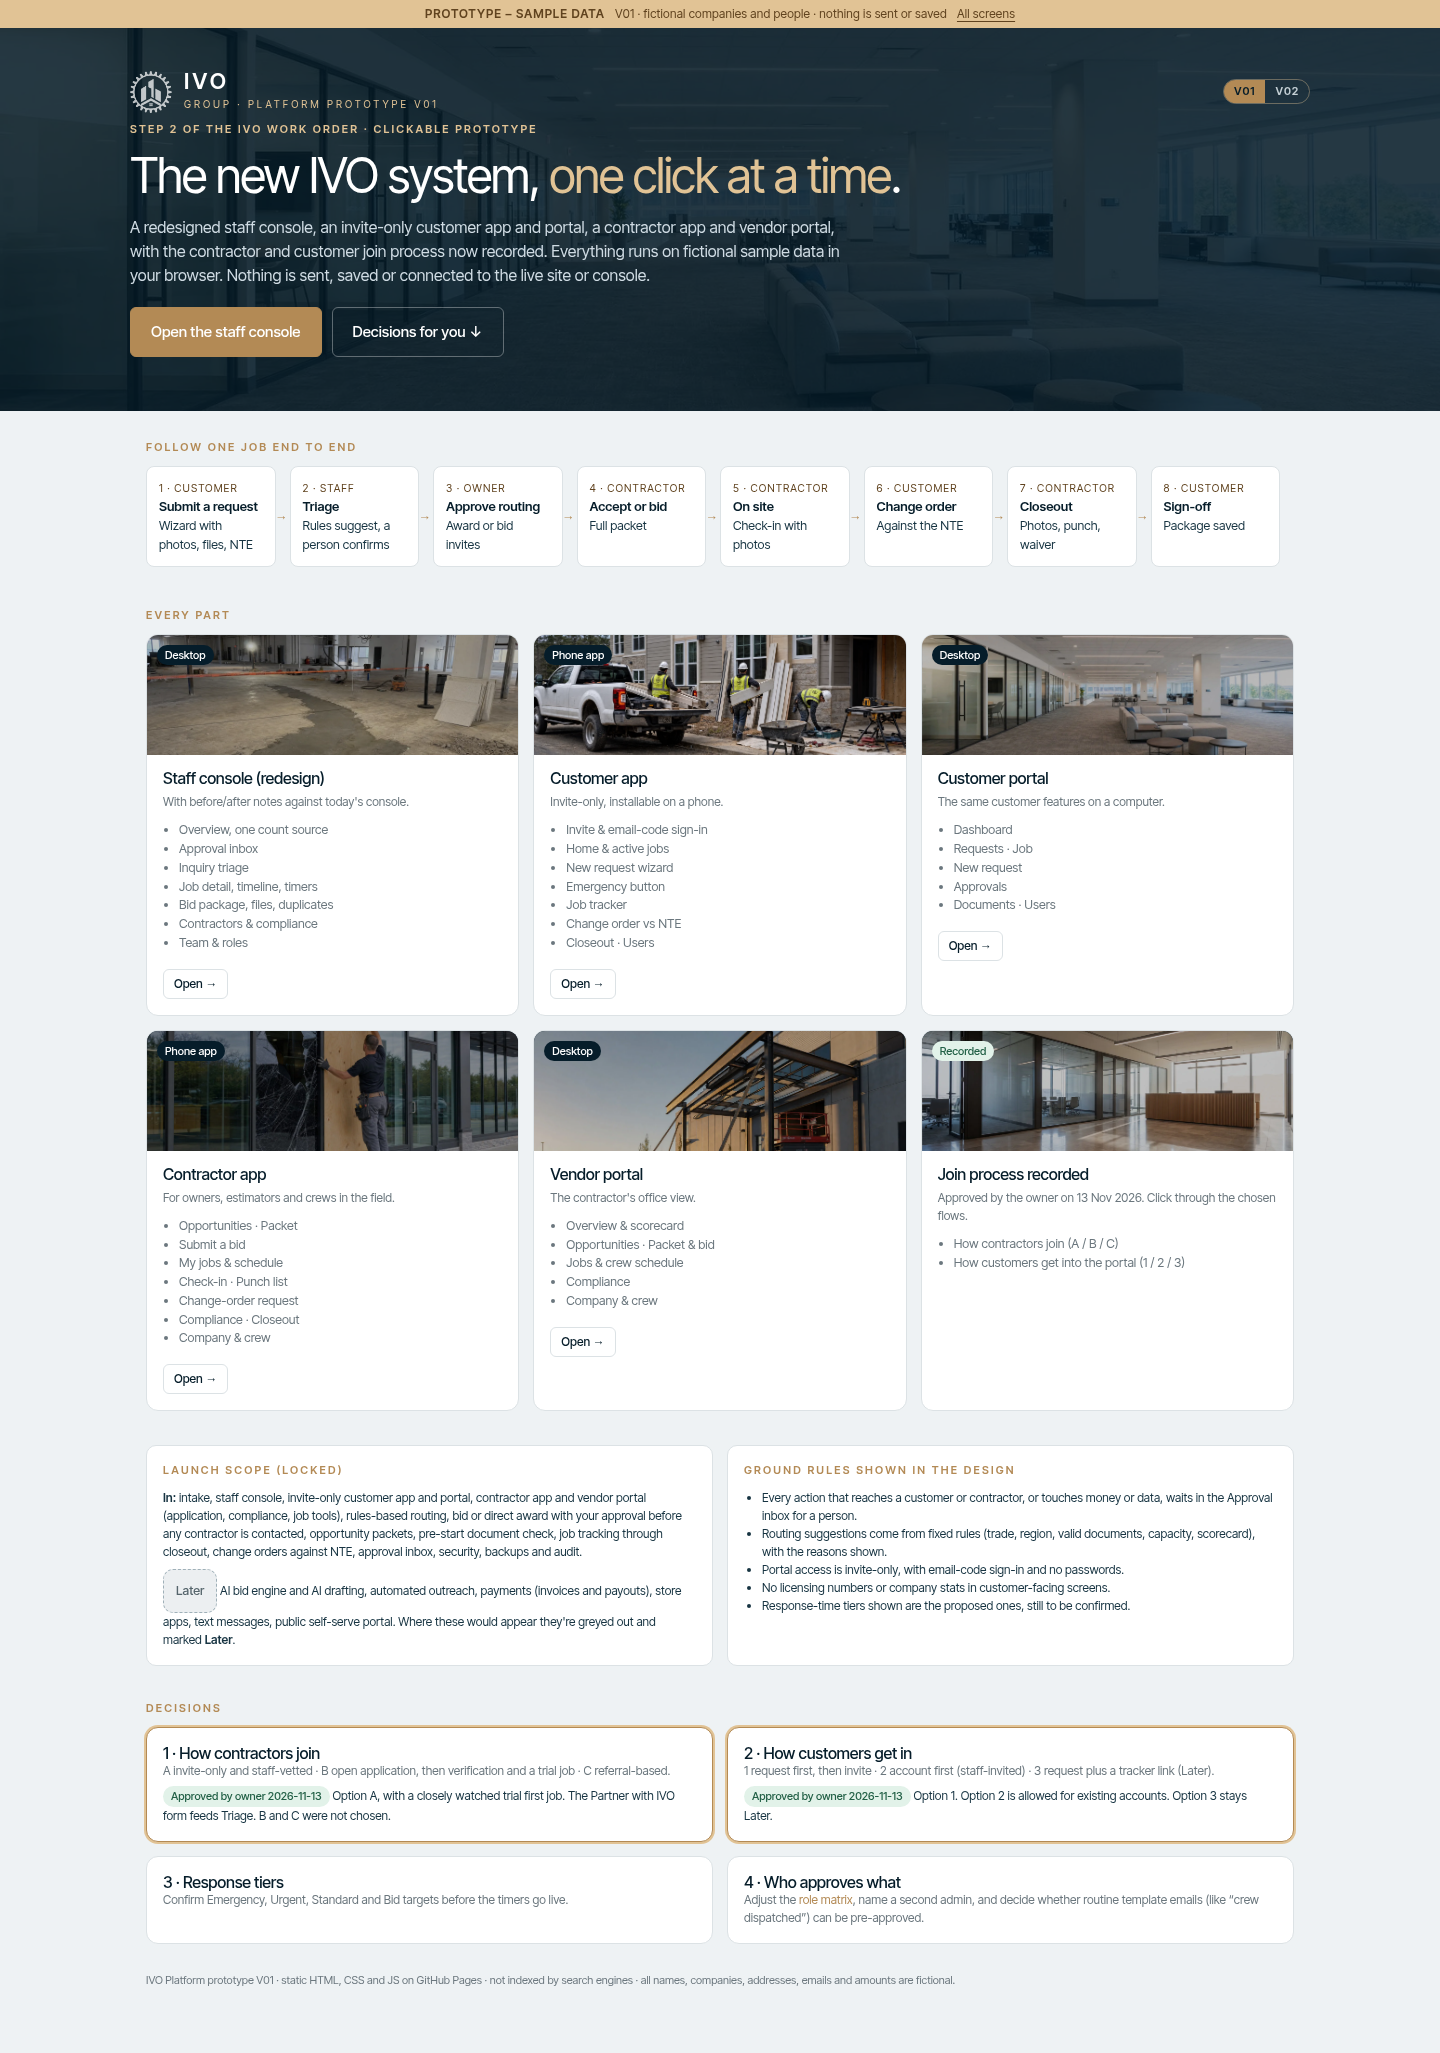 PROTOTYPE – SAMPLE DATA V01 · fictional companies and people · nothing is sent or saved All screens
IVO
GROUP · PLATFORM PROTOTYPE V01
V01 V02
STEP 2 OF THE IVO WORK ORDER · CLICKABLE PROTOTYPE
The new IVO system, one click at a time.
A redesigned staff console, an invite-only customer app and portal, a contractor app and vendor portal,
with the contractor and customer join process now recorded. Everything runs on fictional sample data in
your browser. Nothing is sent, saved or connected to the live site or console.
Open the staff console
Decisions for you ↓
FOLLOW ONE JOB END TO END
1 · CUSTOMER
Submit a request
Wizard with
photos, files, NTE
→
2 · STAFF
Triage
Rules suggest, a
person confirms
→
3 · OWNER
Approve routing
Award or bid
invites
→
4 · CONTRACTOR
Accept or bid
Full packet
→
5 · CONTRACTOR
On site
Check-in with
photos
→
6 · CUSTOMER
Change order
Against the NTE
→
7 · CONTRACTOR
Closeout
Photos, punch,
waiver
→
8 · CUSTOMER
Sign-off
Package saved
EVERY PART
Desktop
Staff console (redesign)
With before/after notes against today's console.
• Overview, one count source
• Approval inbox
• Inquiry triage
• Job detail, timeline, timers
• Bid package, files, duplicates
• Contractors & compliance
• Team & roles
Open →
Phone app
Customer app
Invite-only, installable on a phone.
• Invite & email-code sign-in
• Home & active jobs
• New request wizard
• Emergency button
• Job tracker
• Change order vs NTE
• Closeout · Users
Open →
Desktop
Customer portal
The same customer features on a computer.
• Dashboard
• Requests · Job
• New request
• Approvals
• Documents · Users
Open →
Phone app
Contractor app
For owners, estimators and crews in the field.
• Opportunities · Packet
• Submit a bid
• My jobs & schedule
• Check-in · Punch list
• Change-order request
• Compliance · Closeout
• Company & crew
Open →
Desktop
Vendor portal
The contractor's office view.
• Overview & scorecard
• Opportunities · Packet & bid
• Jobs & crew schedule
• Compliance
• Company & crew
Open →
Recorded
Join process recorded
Approved by the owner on 13 Nov 2026. Click through the chosen
flows.
• How contractors join (A / B / C)
• How customers get into the portal (1 / 2 / 3)
LAUNCH SCOPE (LOCKED)
In: intake, staff console, invite-only customer app and portal, contractor app and vendor portal
(application, compliance, job tools), rules-based routing, bid or direct award with your approval before
any contractor is contacted, opportunity packets, pre-start document check, job tracking through
closeout, change orders against NTE, approval inbox, security, backups and audit.
Later AI bid engine and AI drafting, automated outreach, payments (invoices and payouts), store
apps, text messages, public self-serve portal. Where these would appear they're greyed out and
marked Later.
GROUND RULES SHOWN IN THE DESIGN
• Every action that reaches a customer or contractor, or touches money or data, waits in the Approval
inbox for a person.
• Routing suggestions come from fixed rules (trade, region, valid documents, capacity, scorecard),
with the reasons shown.
• Portal access is invite-only, with email-code sign-in and no passwords.
• No licensing numbers or company stats in customer-facing screens.
• Response-time tiers shown are the proposed ones, still to be confirmed.
DECISIONS
1 · How contractors join
A invite-only and staff-vetted · B open application, then verification and a trial job · C referral-based.
Approved by owner 2026-11-13 Option A, with a closely watched trial first job. The Partner with IVO
form feeds Triage. B and C were not chosen.
2 · How customers get in
1 request first, then invite · 2 account first (staff-invited) · 3 request plus a tracker link (Later).
Approved by owner 2026-11-13 Option 1. Option 2 is allowed for existing accounts. Option 3 stays
Later.
3 · Response tiers
Confirm Emergency, Urgent, Standard and Bid targets before the timers go live.
4 · Who approves what
Adjust the role matrix, name a second admin, and decide whether routine template emails (like “crew
dispatched”) can be pre-approved.
IVO Platform prototype V01 · static HTML, CSS and JS on GitHub Pages · not indexed by search engines · all names, companies, addresses, emails and amounts are fictional.